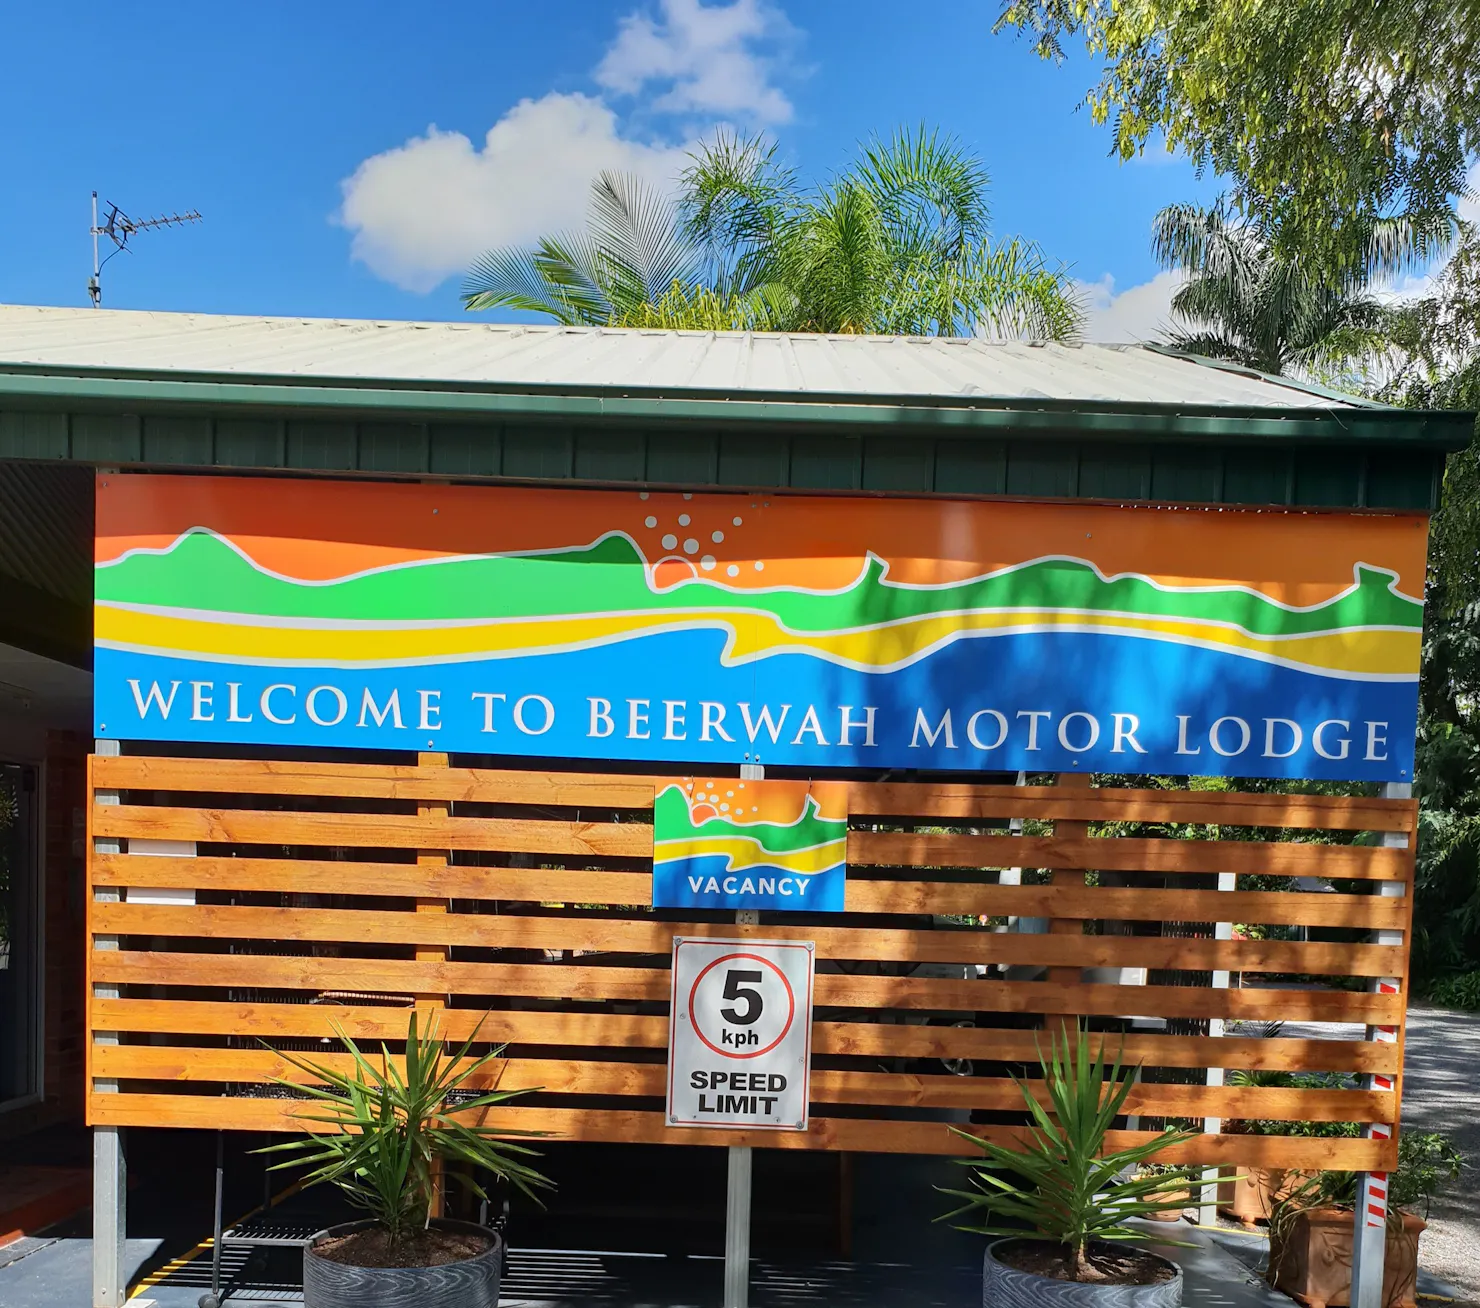 WELCOME TO BEERWAH MOTOR LODGE
VACANCY
5
kph
SPEED
LIMIT